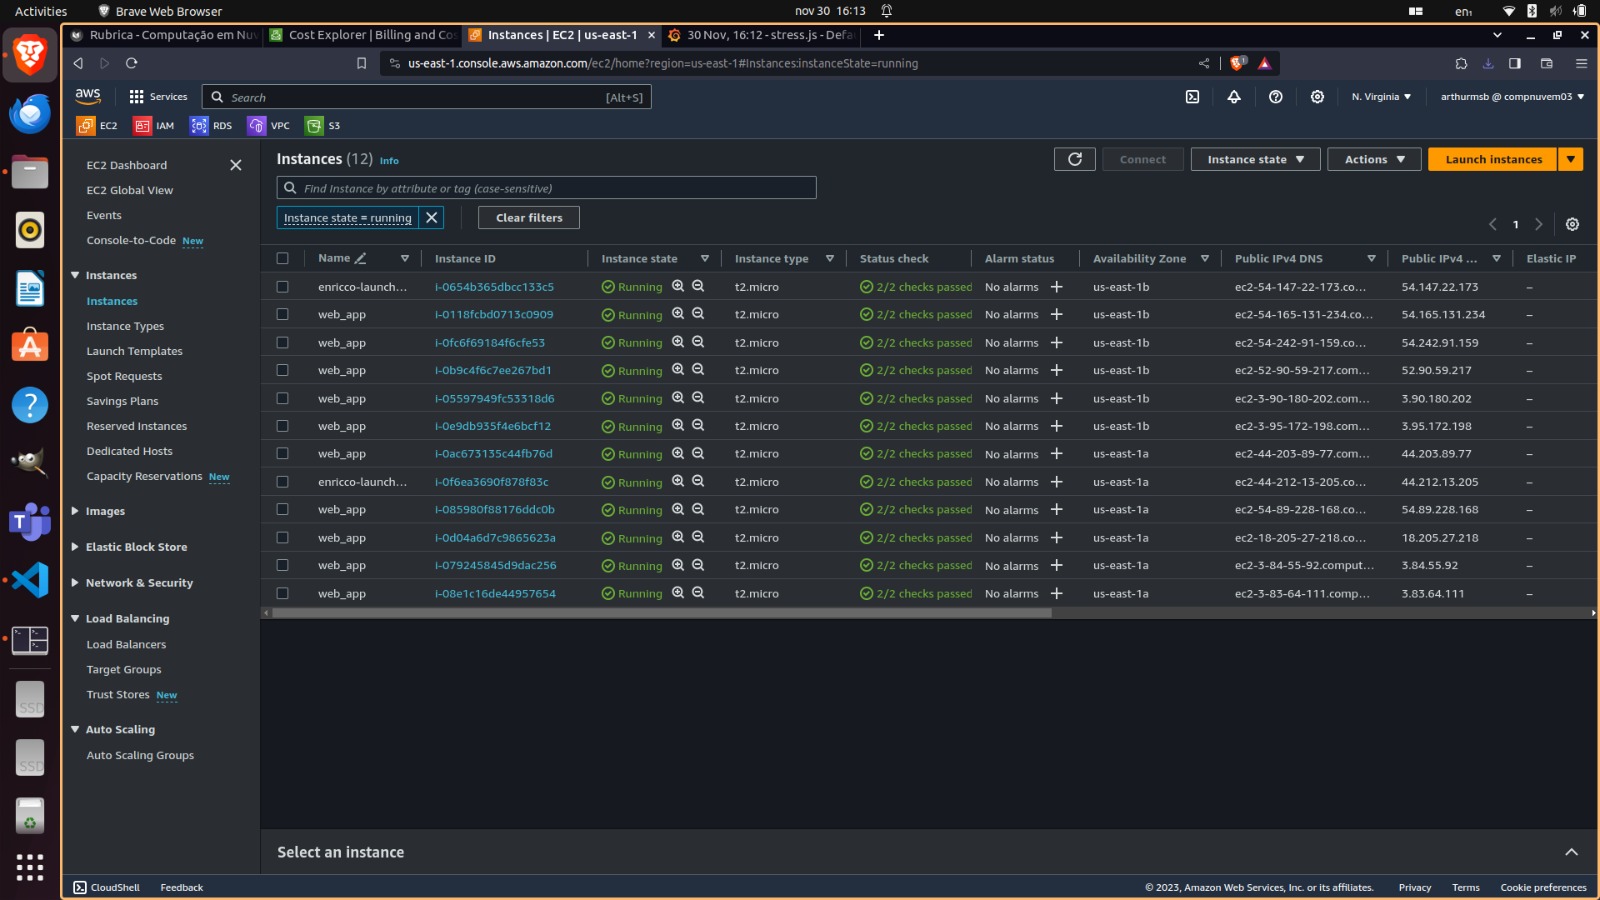 Activities
Brave Web Browser
nov 30 16:13
en₁
Rubrica - Computação em Nuv
Cost Explorer | Billing and Cos
Instances | EC2 | us-east-1
30 Nov, 16:12 - stress.js - Defa
us-east-1.console.aws.amazon.com/ec2/home?region=us-east-1#Instances:instanceState=running
aws
Services
Search
[Alt+S]
N. Virginia
arthurmsb @ compnuvem03
EC2
IAM
RDS
VPC
S3
EC2 Dashboard
EC2 Global View
Events
Console-to-Code New
Instances
Instances
Instance Types
Launch Templates
Spot Requests
Savings Plans
Reserved Instances
Dedicated Hosts
Capacity Reservations New
Images
Elastic Block Store
Network & Security
Load Balancing
Load Balancers
Target Groups
Trust Stores New
Auto Scaling
Auto Scaling Groups
Instances (12) Info
Connect
Instance state
Actions
Launch instances
Find Instance by attribute or tag (case-sensitive)
Instance state = running
Clear filters
1
Name Instance ID Instance state Instance type Status check Alarm status Availability Zone Public IPv4 DNS Public IPv4 ... Elastic IP
enricco-launch... i-0654b365dbcc133c5 Running t2.micro 2/2 checks passed No alarms us-east-1b ec2-54-147-22-173.co... 54.147.22.173 –
web_app i-0118fcbd0713c0909 Running t2.micro 2/2 checks passed No alarms us-east-1b ec2-54-165-131-234.co... 54.165.131.234 –
web_app i-0fc6f69184f6cfe53 Running t2.micro 2/2 checks passed No alarms us-east-1b ec2-54-242-91-159.co... 54.242.91.159 –
web_app i-0b9c4f6c7ee267bd1 Running t2.micro 2/2 checks passed No alarms us-east-1b ec2-52-90-59-217.com... 52.90.59.217 –
web_app i-05597949fc53318d6 Running t2.micro 2/2 checks passed No alarms us-east-1b ec2-3-90-180-202.com... 3.90.180.202 –
web_app i-0e9db935f4e6bcf12 Running t2.micro 2/2 checks passed No alarms us-east-1b ec2-3-95-172-198.com... 3.95.172.198 –
web_app i-0ac673135c44fb76d Running t2.micro 2/2 checks passed No alarms us-east-1a ec2-44-203-89-77.com... 44.203.89.77 –
enricco-launch... i-0f6ea3690f878f83c Running t2.micro 2/2 checks passed No alarms us-east-1a ec2-44-212-13-205.co... 44.212.13.205 –
web_app i-085980f88176ddc0b Running t2.micro 2/2 checks passed No alarms us-east-1a ec2-54-89-228-168.co... 54.89.228.168 –
web_app i-0d04a6d7c9865623a Running t2.micro 2/2 checks passed No alarms us-east-1a ec2-18-205-27-218.co... 18.205.27.218 –
web_app i-079245845d9dac256 Running t2.micro 2/2 checks passed No alarms us-east-1a ec2-3-84-55-92.comput... 3.84.55.92 –
web_app i-08e1c16de44957654 Running t2.micro 2/2 checks passed No alarms us-east-1a ec2-3-83-64-111.comp... 3.83.64.111 –
Select an instance
CloudShell
Feedback
© 2023, Amazon Web Services, Inc. or its affiliates.
Privacy
Terms
Cookie preferences
SSD
SSD